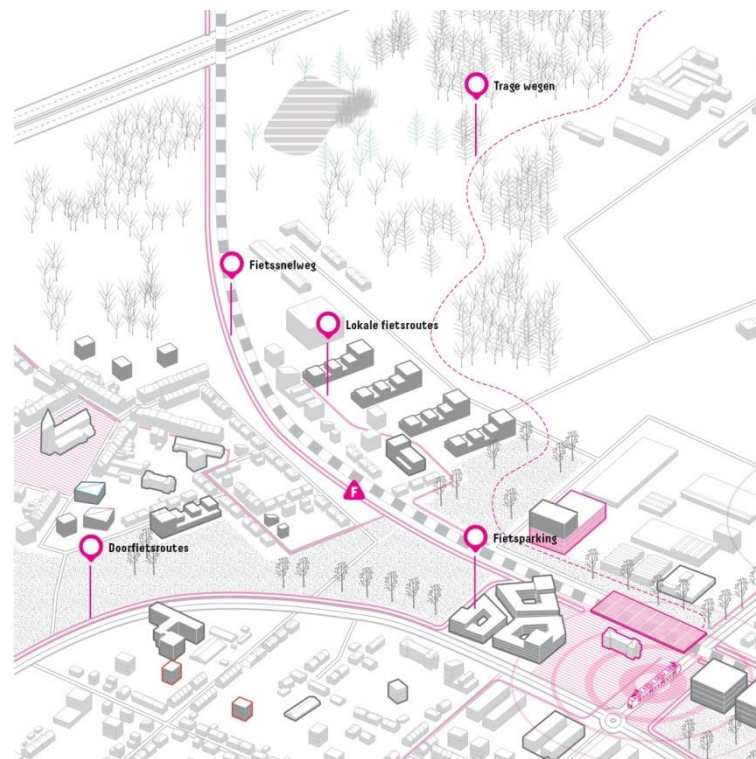 Trage wegen
Fietssnelweg
Lokale fietsroutes
F
Fietsparking
Doorfietsroutes